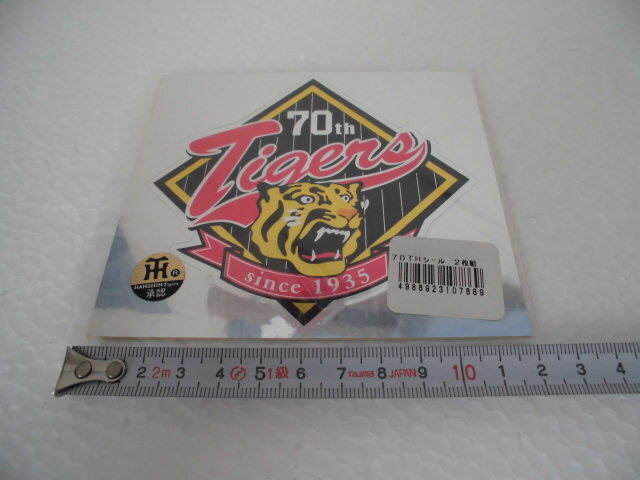 70th
Tigers
since 1935
HANSHIN Tigers
承認
70THシール 2枚組
4988923107869
2 2m 3 4 5 1級 6 7 Tajima 8 JAPAN 9 10 1 2 3 4